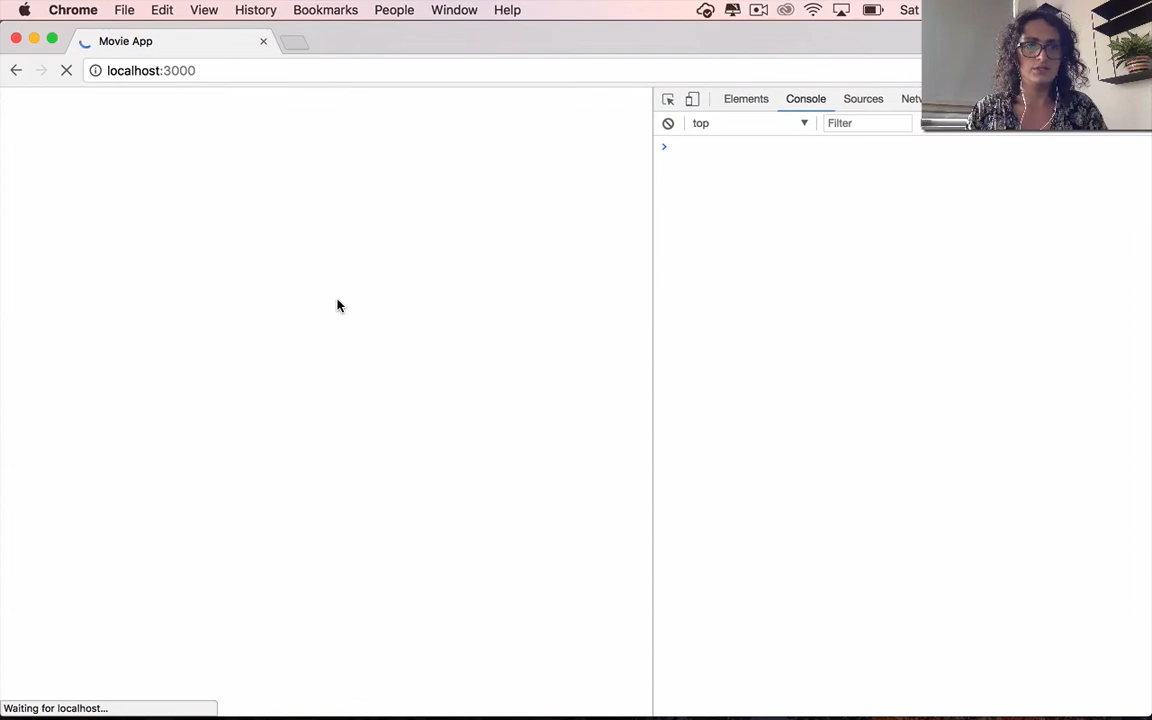 Chrome File Edit View History Bookmarks People Window Help Sat
Movie App
localhost:3000
Elements Console Sources Netw
top Filter
Waiting for localhost...